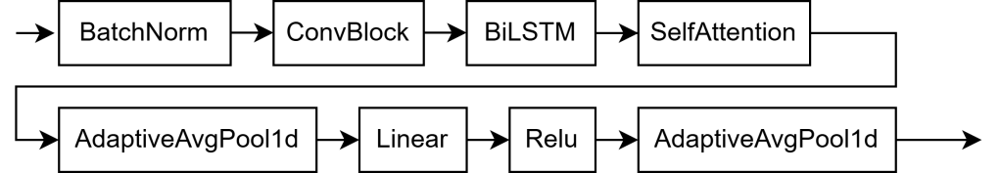 BatchNorm ConvBlock BiLSTM SelfAttention
AdaptiveAvgPool1d Linear Relu AdaptiveAvgPool1d